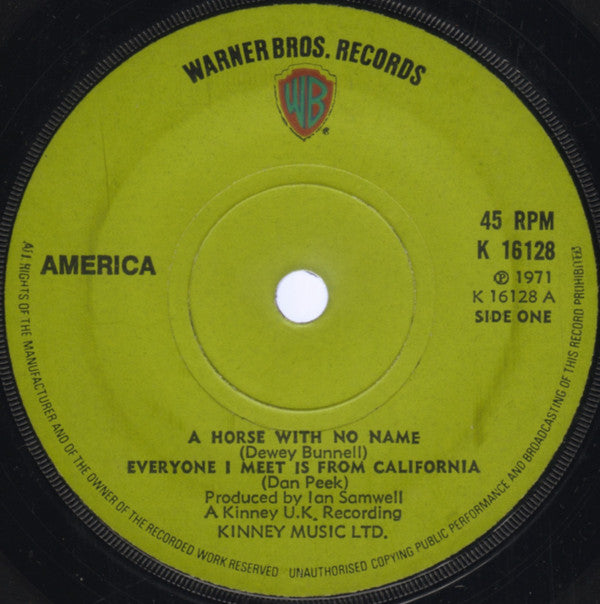 WARNER BROS. RECORDS
WB
®
AMERICA
45 RPM
K 16128
℗ 1971
K 16128 A
SIDE ONE
A HORSE WITH NO NAME
(Dewey Bunnell)
EVERYONE I MEET IS FROM CALIFORNIA
(Dan Peek)
Produced by Ian Samwell
A Kinney U.K. Recording
KINNEY MUSIC LTD.
ALL RIGHTS OF THE MANUFACTURER AND OF THE OWNER OF THE RECORDED WORK RESERVED UNAUTHORISED COPYING PUBLIC PERFORMANCE AND BROADCASTING OF THIS RECORD PROHIBITED